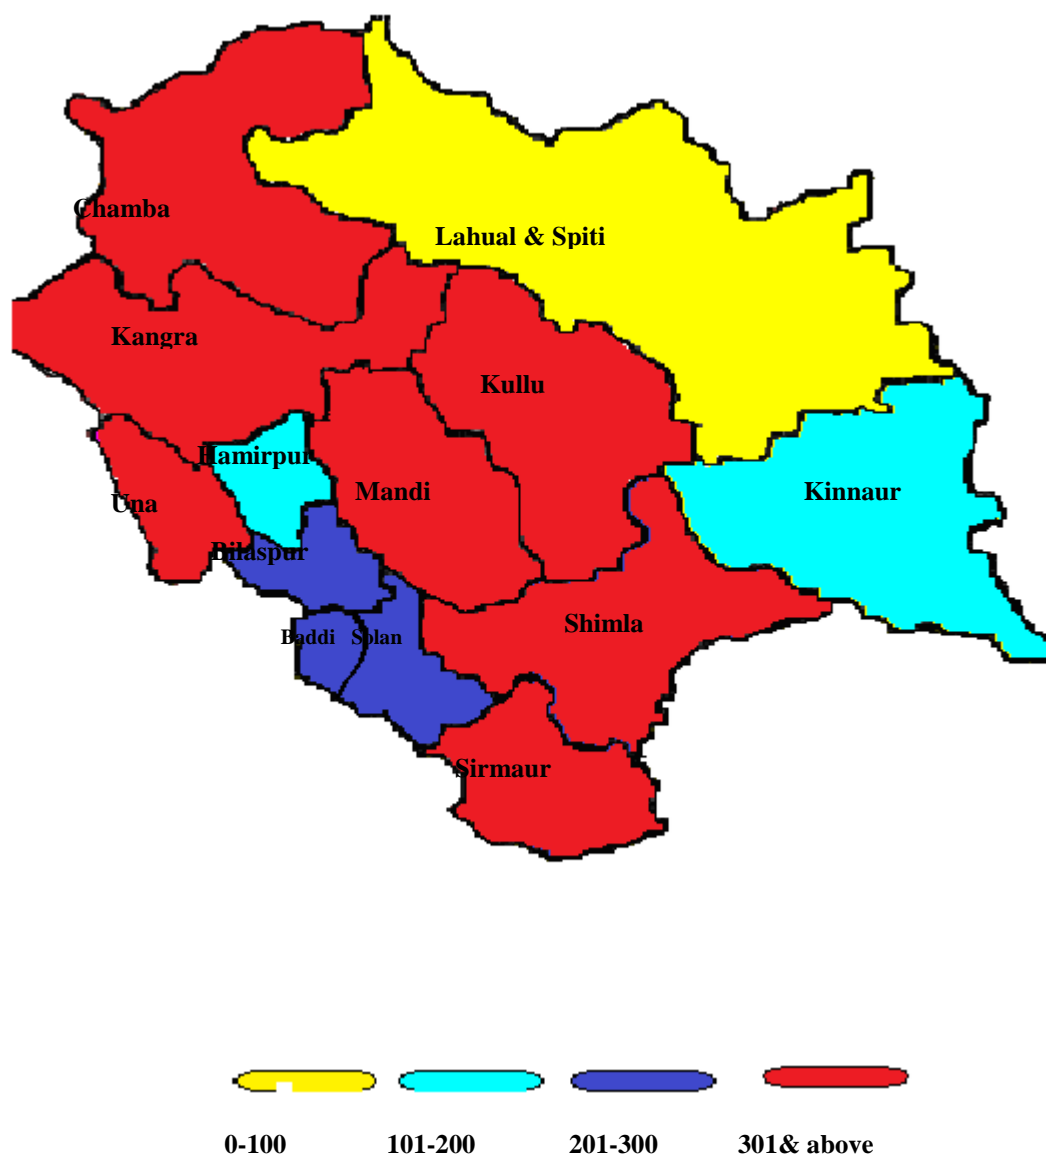 Chamba
Lahual & Spiti
Kangra
Kullu
Hamirpur
Mandi
Kinnaur
Una
Bilaspur
Shimla
Baddi Solan
Sirmaur
0-100 101-200 201-300 301& above